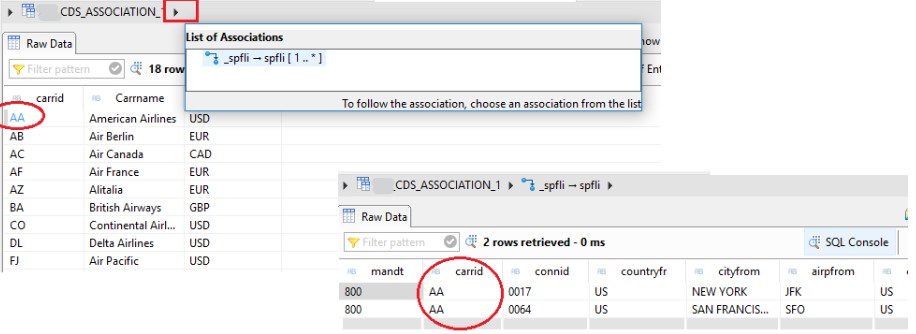 CDS_ASSOCIATION_1
List of Associations
_spfli → spfli [ 1 .. * ]
To follow the association, choose an association from the list
Raw Data
Filter pattern
18 row
how
Ent
carrid Carrname
AA American Airlines USD
AB Air Berlin EUR
AC Air Canada CAD
AF Air France EUR
AZ Alitalia EUR
BA British Airways GBP
CO Continental Airl... USD
DL Delta Airlines USD
FJ Air Pacific USD
_CDS_ASSOCIATION_1 _spfli → spfli
Raw Data
Filter pattern 2 rows retrieved - 0 ms SQL Console
mandt carrid connid countryfr cityfrom airpfrom
800 AA 0017 US NEW YORK JFK US
800 AA 0064 US SAN FRANCIS... SFO US